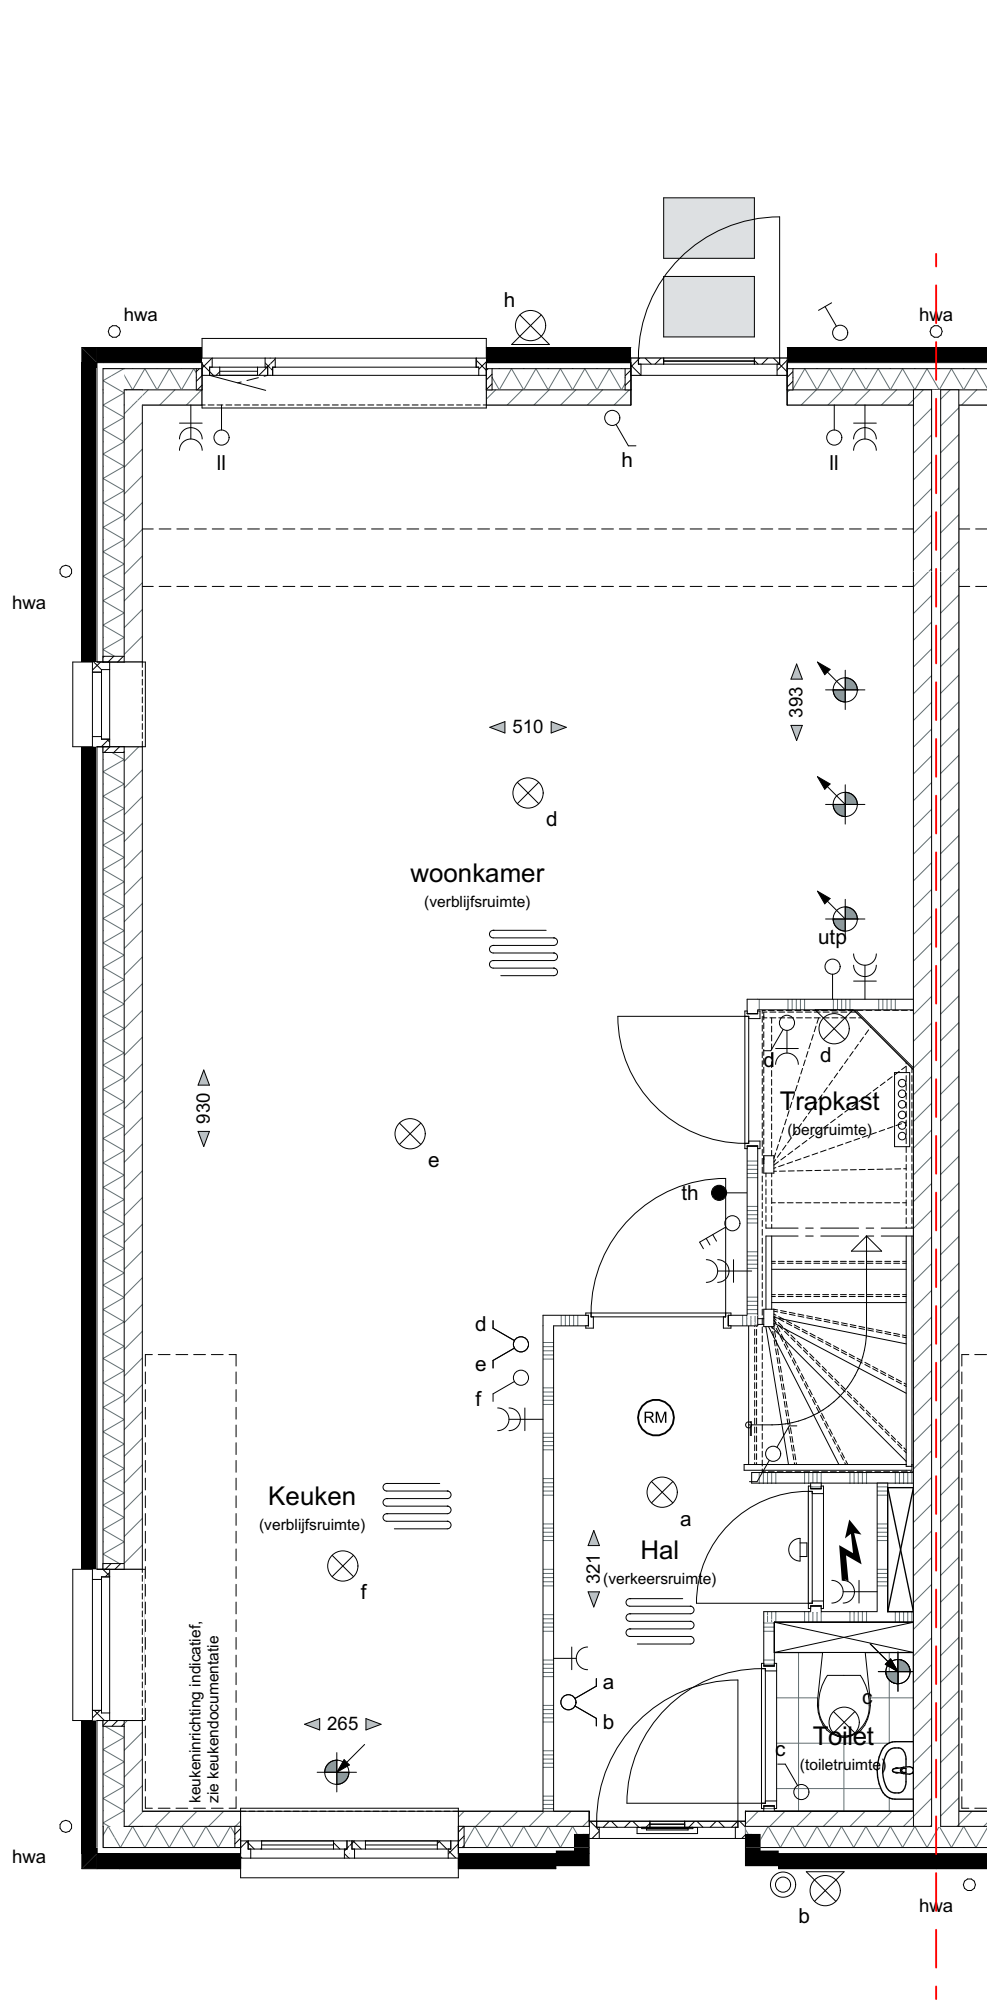 h
hwa
hwa
ll
h
ll
hwa
510
393
d
woonkamer
(verblijfsruimte)
utp
d
d
Trapkast
(bergruimte)
930
e
th
d
e
f
RM
Keuken
(verblijfsruimte)
a
Hal
(verkeersruimte)
321
f
keukeninrichting indicatief,
zie keukendocumentatie
a
b
c
Toilet
(toiletruimte)
c
265
hwa
b
hwa